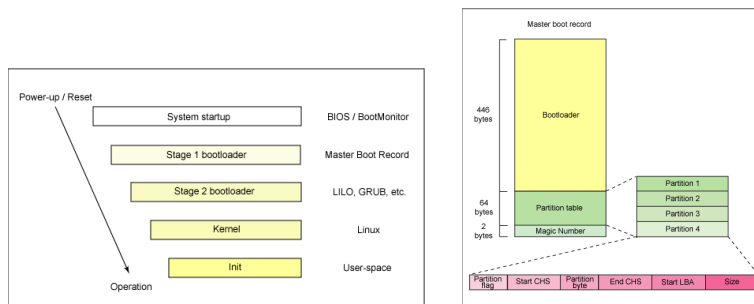 Power-up / Reset
System startup
BIOS / BootMonitor
Stage 1 bootloader
Master Boot Record
Stage 2 bootloader
LILO, GRUB, etc.
Kernel
Linux
Init
User-space
Operation
Master boot record
446
bytes
Bootloader
64
bytes
Partition table
2
bytes
Magic Number
Partition 1
Partition 2
Partition 3
Partition 4
Partition
flag
Start CHS
Partition
byte
End CHS
Start LBA
Size